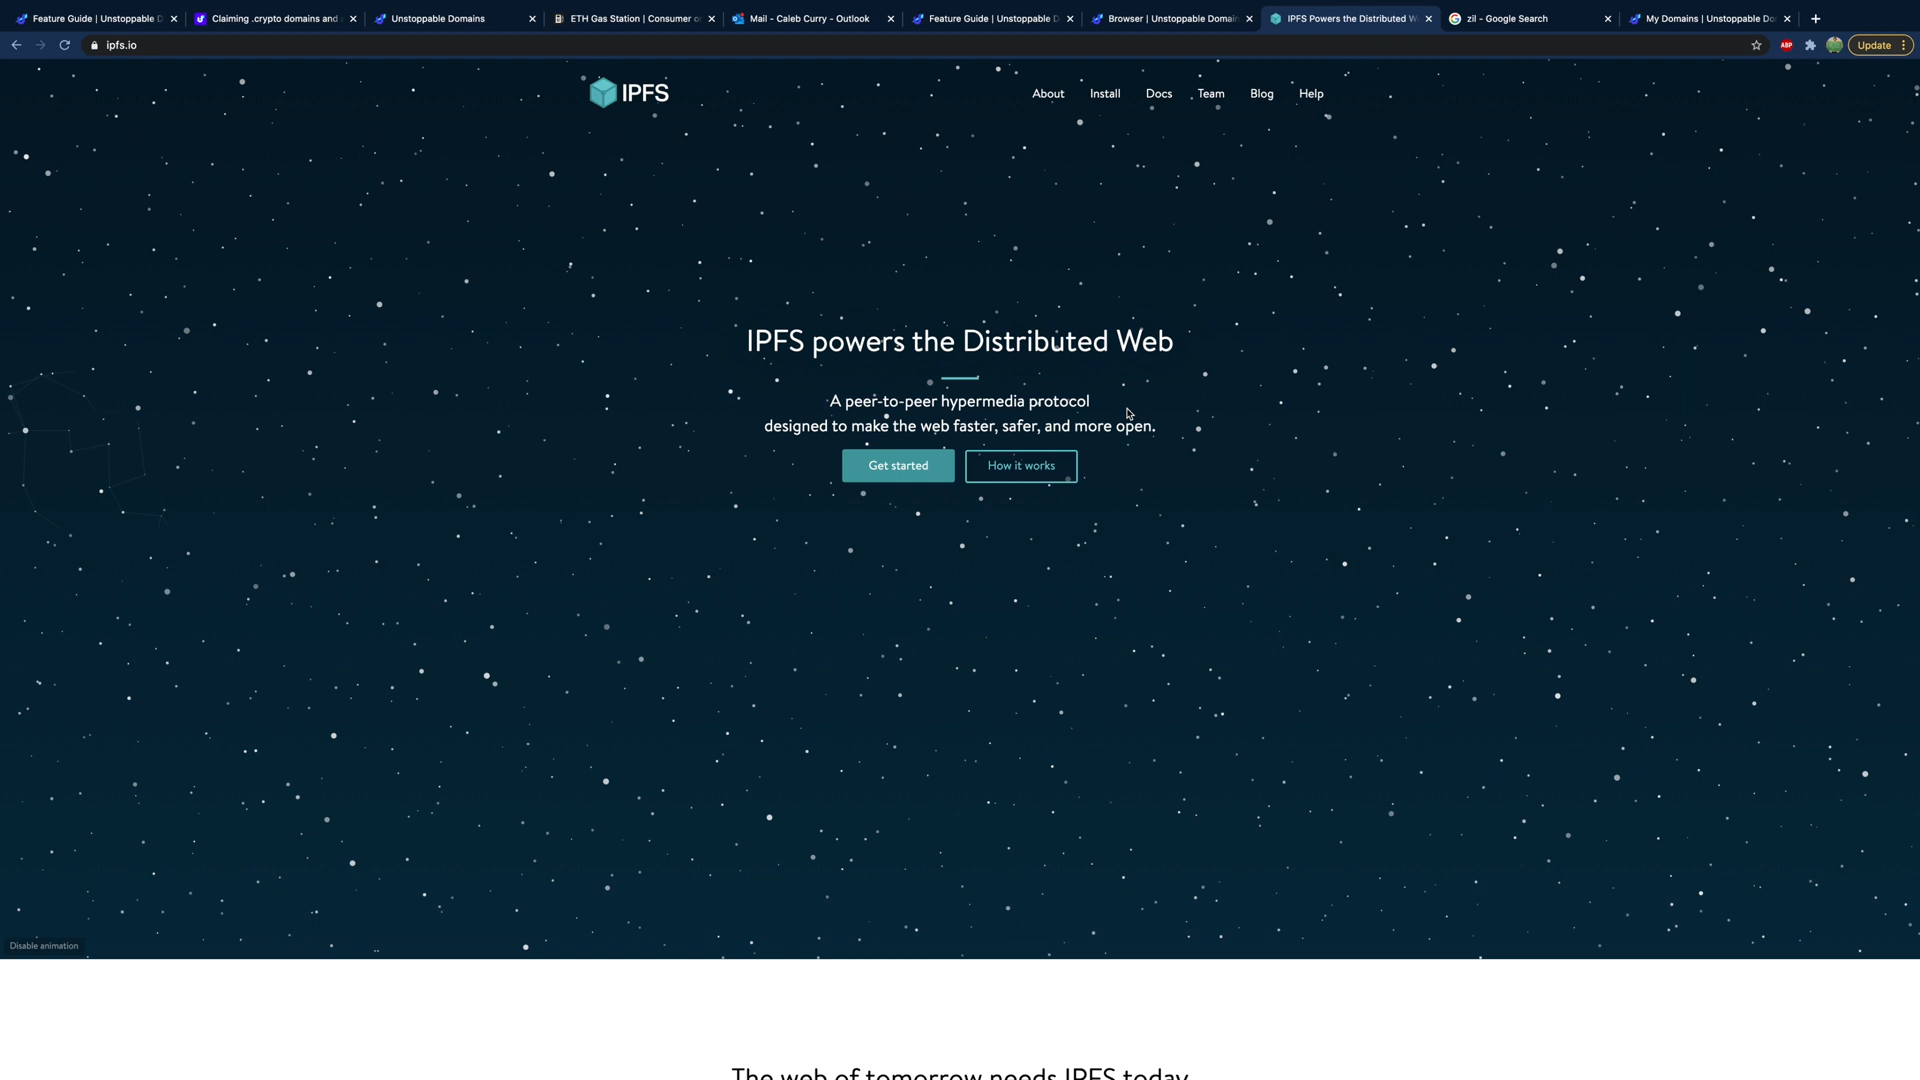 Feature Guide | Unstoppable D
Claiming .crypto domains and a
Unstoppable Domains
ETH Gas Station | Consumer o
Mail - Caleb Curry - Outlook
Feature Guide | Unstoppable D
Browser | Unstoppable Domain
IPFS Powers the Distributed W
zil - Google Search
My Domains | Unstoppable Do
ipfs.io
ABP
Update
IPFS
About
Install
Docs
Team
Blog
Help
IPFS powers the Distributed Web
A peer-to-peer hypermedia protocol
designed to make the web faster, safer, and more open.
Get started
How it works
Disable animation
The web of tomorrow needs IPFS today